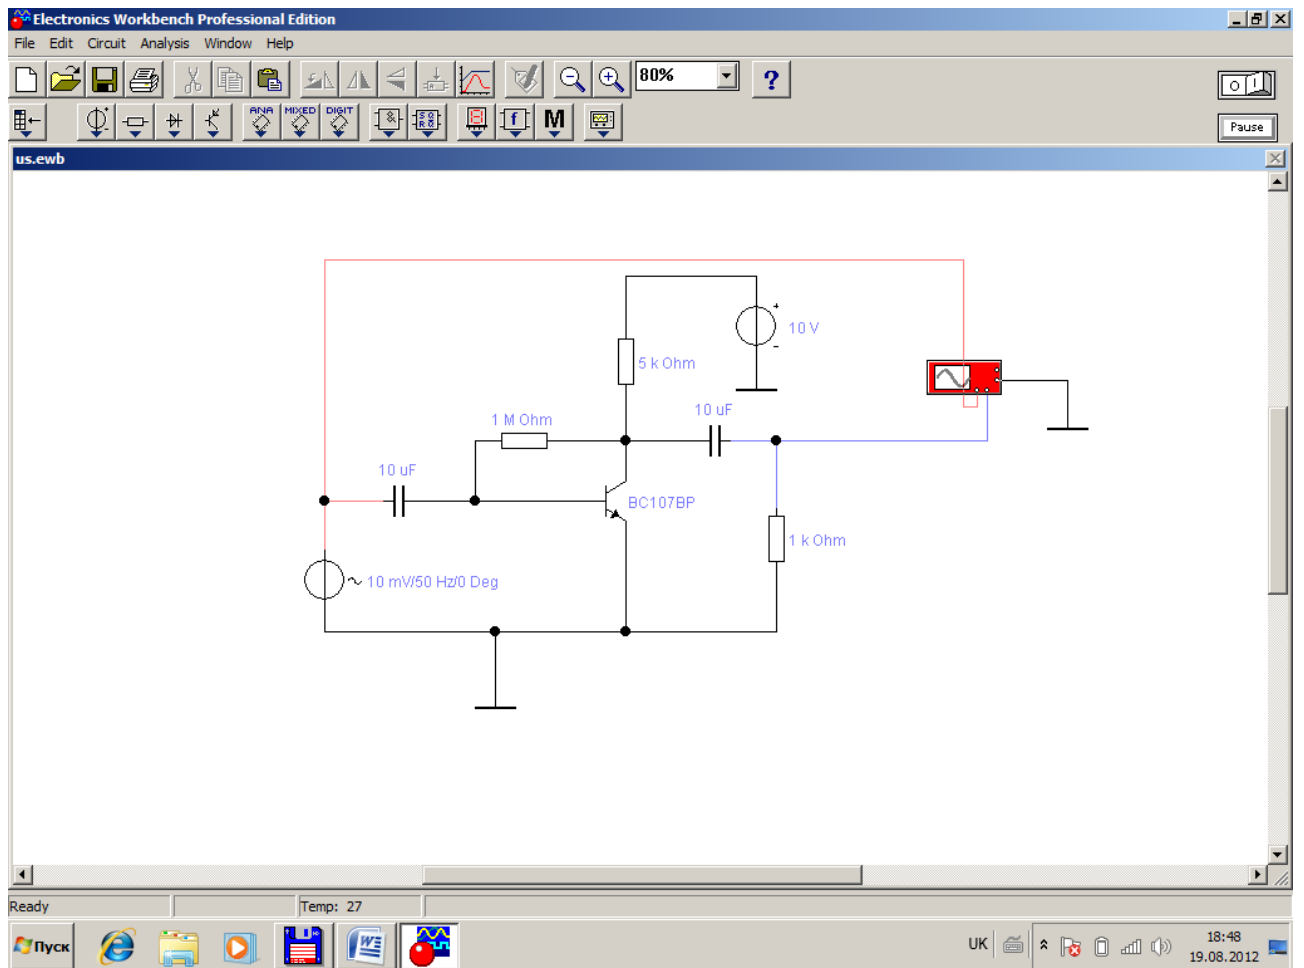 Electronics Workbench Professional Edition
File Edit Circuit Analysis Window Help
80%
?
ANA MIXED DIGIT
M
Pause
us.ewb
10 V
5 k Ohm
10 uF
1 M Ohm
10 uF
BC107BP
1 k Ohm
10 mV/50 Hz/0 Deg
Ready
Temp: 27
Пуск
UK
18:48
19.08.2012